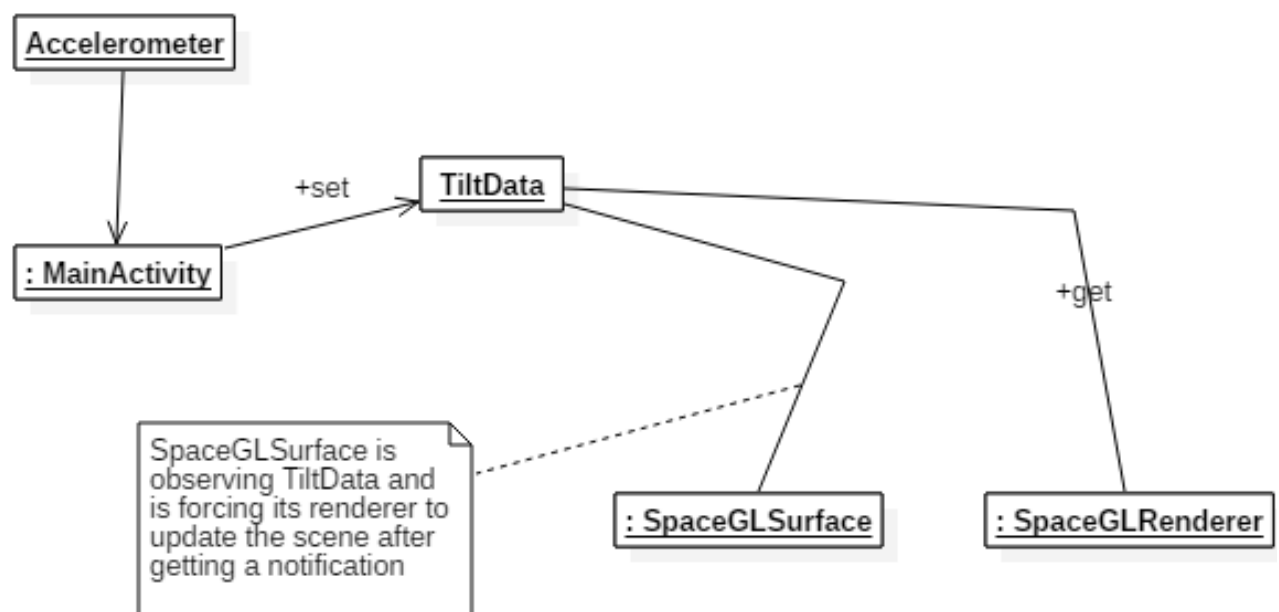 Accelerometer
+set
TiltData
: MainActivity
+get
SpaceGLSurface is
observing TiltData and
is forcing its renderer to
update the scene after
getting a notification
: SpaceGLSurface
: SpaceGLRenderer